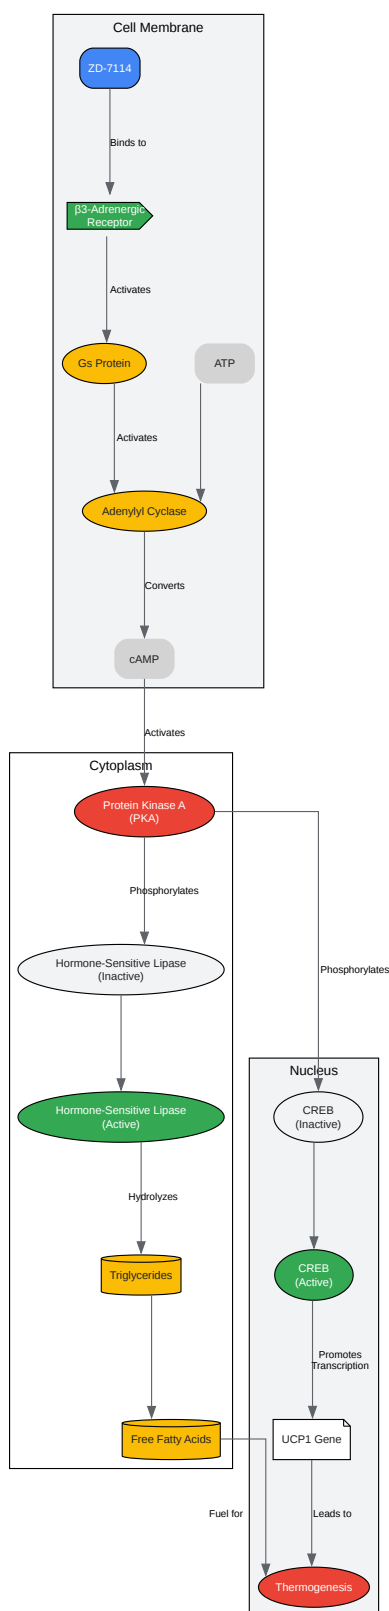 Cell Membrane
ZD-7114
Binds to
β3-Adrenergic
Receptor
Activates
Gs Protein
ATP
Activates
Adenylyl Cyclase
Converts
cAMP
Activates
Cytoplasm
Protein Kinase A
(PKA)
Phosphorylates
Hormone-Sensitive Lipase
(Inactive)
Phosphorylates
Nucleus
Hormone-Sensitive Lipase
(Active)
CREB
(Inactive)
Hydrolyzes
Triglycerides
CREB
(Active)
Promotes
Transcription
Free Fatty Acids
UCP1 Gene
Fuel for
Leads to
Thermogenesis